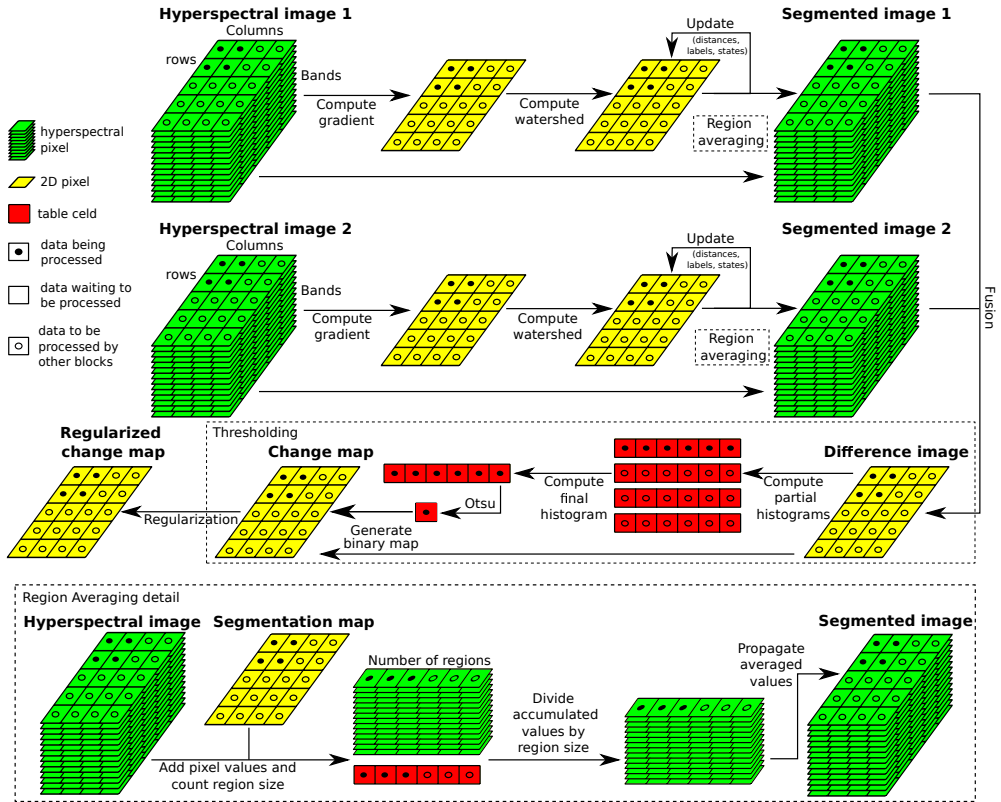 Hyperspectral image 1
Columns
rows
Bands
Compute
gradient
Compute
watershed
Update
(distances,
labels, states)
Region
averaging
Segmented image 1
hyperspectral
pixel
2D pixel
table celd
data being
processed
data waiting to
be processed
data to be
processed by
other blocks
Hyperspectral image 2
Columns
rows
Bands
Compute
gradient
Compute
watershed
Update
(distances,
labels, states)
Region
averaging
Segmented image 2
Fusion
Thresholding
Regularized
change map
Change map
Difference image
Regularization
Otsu
Generate
binary map
Compute
final
histogram
Compute
partial
histograms
Region Averaging detail
Hyperspectral image
Segmentation map
Number of regions
Add pixel values and
count region size
Divide
accumulated
values by
region size
Propagate
averaged
values
Segmented image